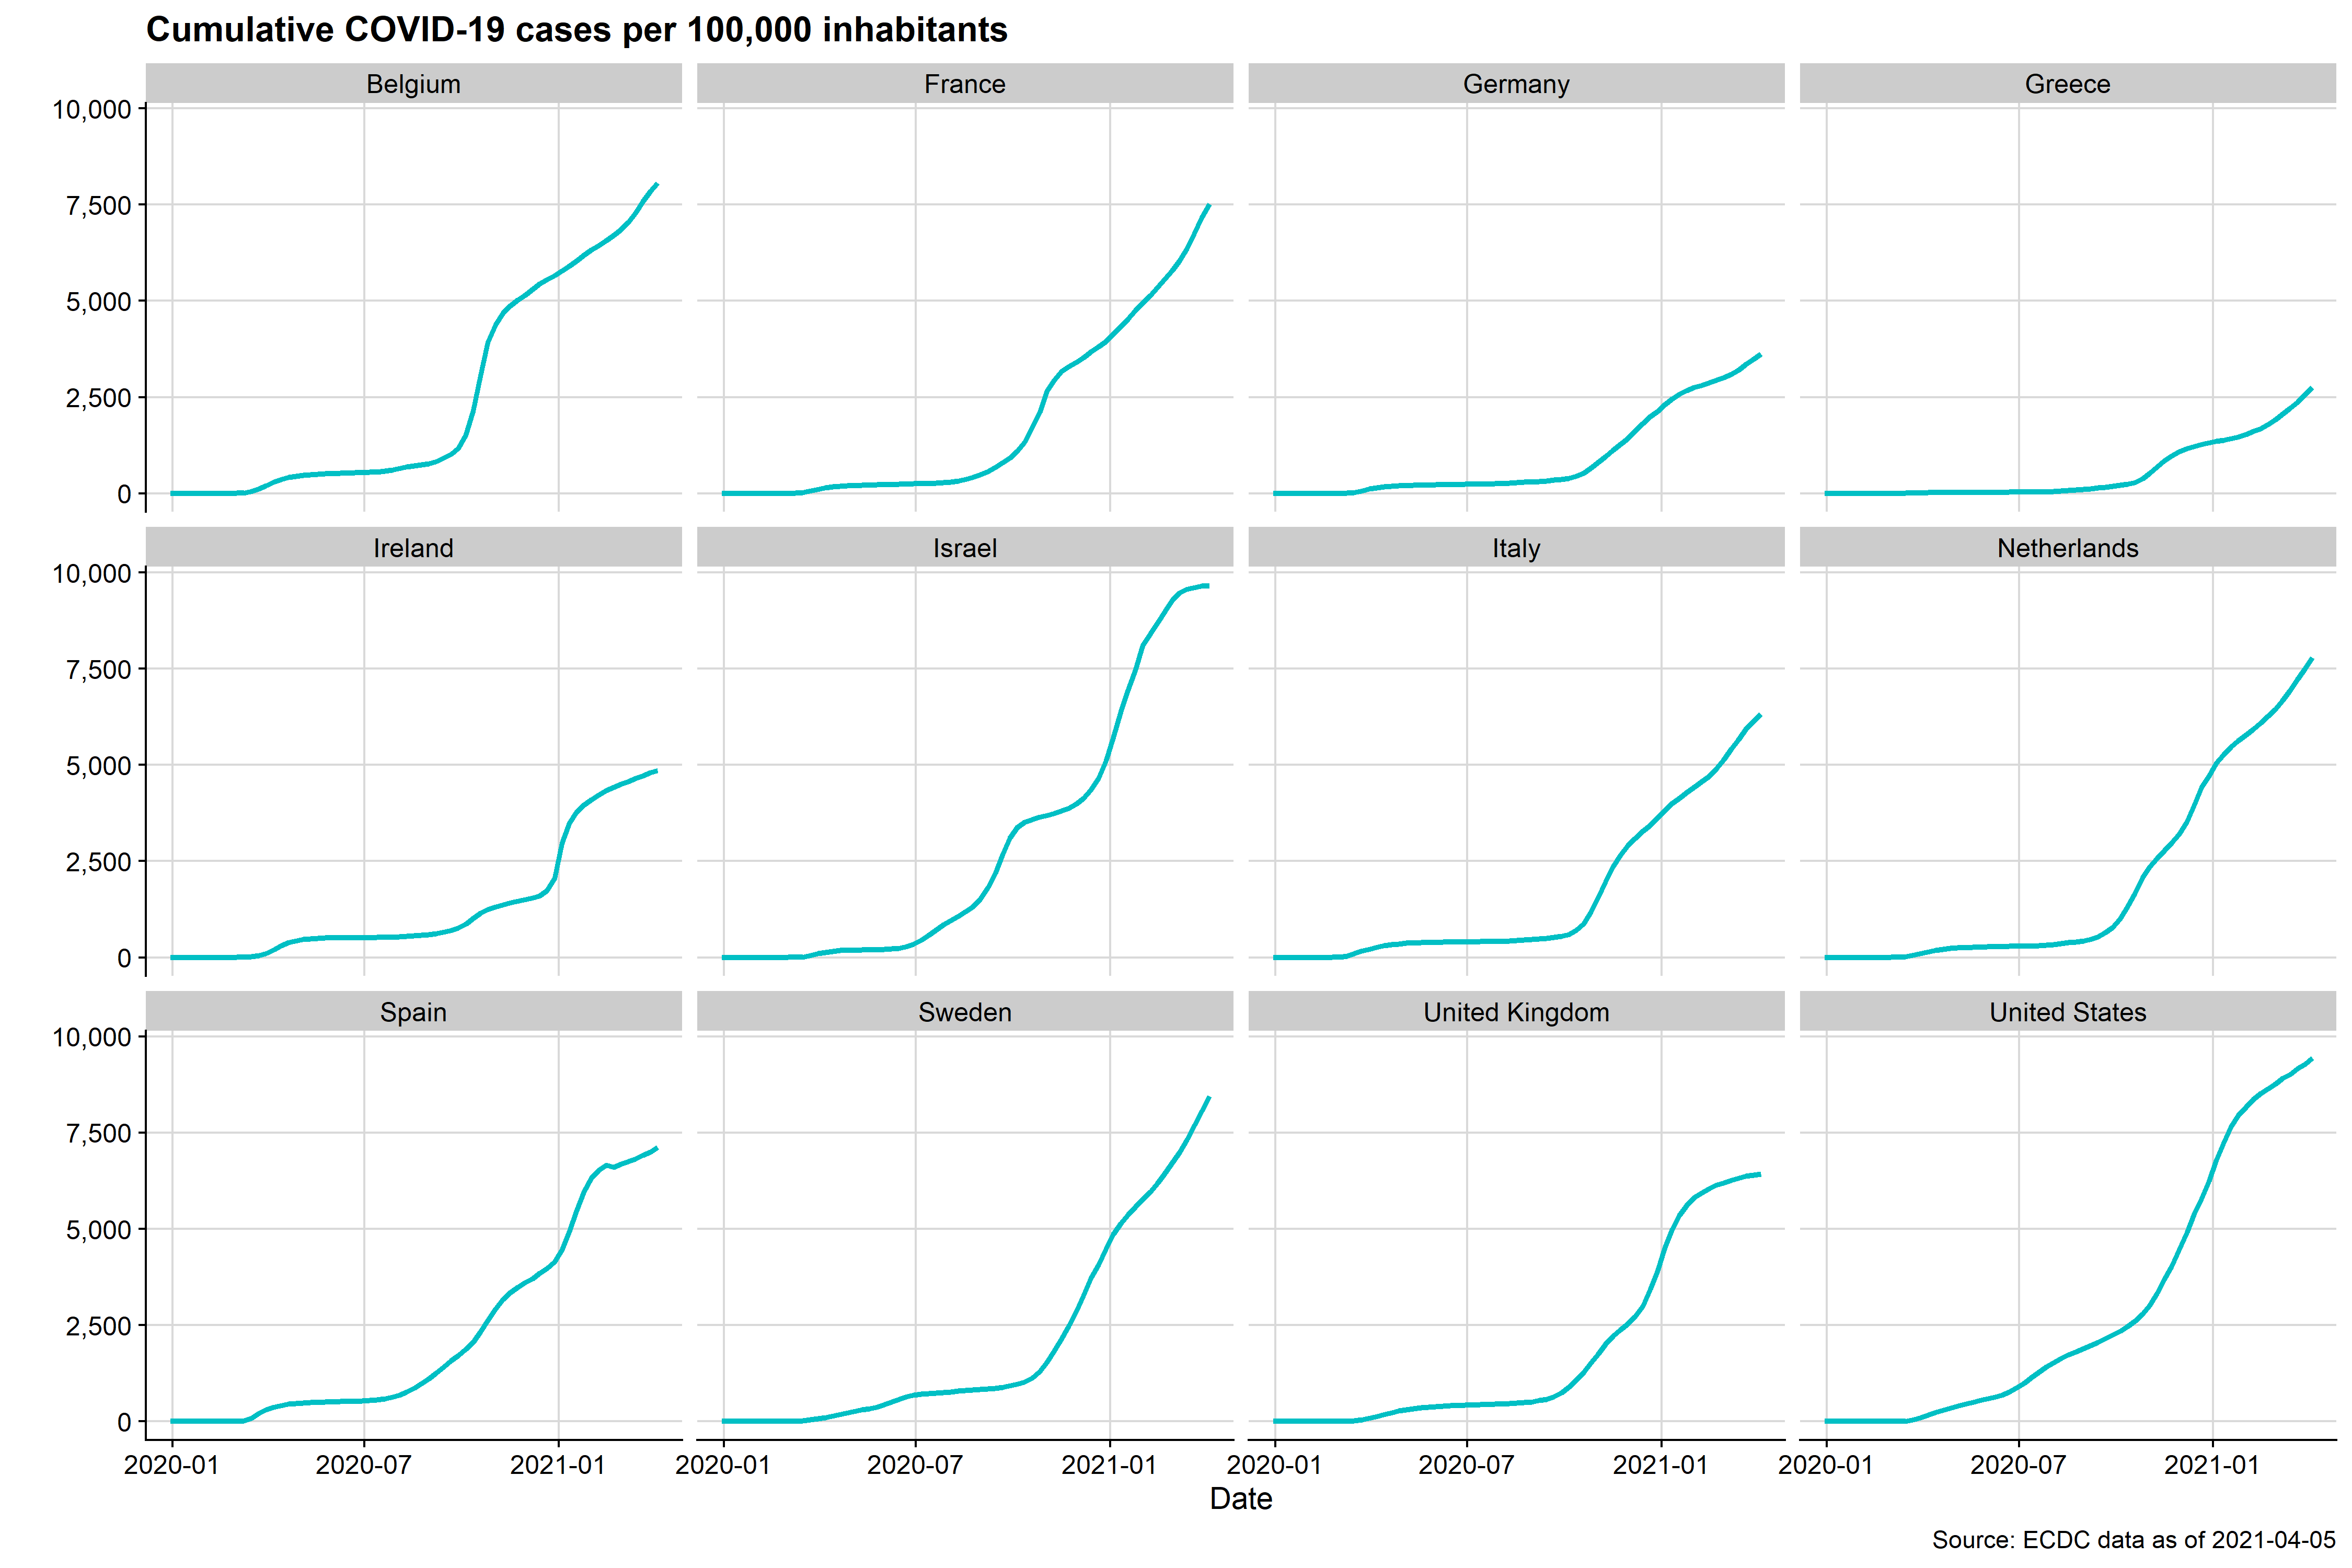 Cumulative COVID-19 cases per 100,000 inhabitants
Belgium France Germany Greece
10,000
7,500
5,000
2,500
0
Ireland Israel Italy Netherlands
10,000
7,500
5,000
2,500
0
Spain Sweden United Kingdom United States
10,000
7,500
5,000
2,500
0
2020-01 2020-07 2021-01 2020-01 2020-07 2021-01 2020-01 2020-07 2021-01 2020-01 2020-07 2021-01
Date
Source: ECDC data as of 2021-04-05